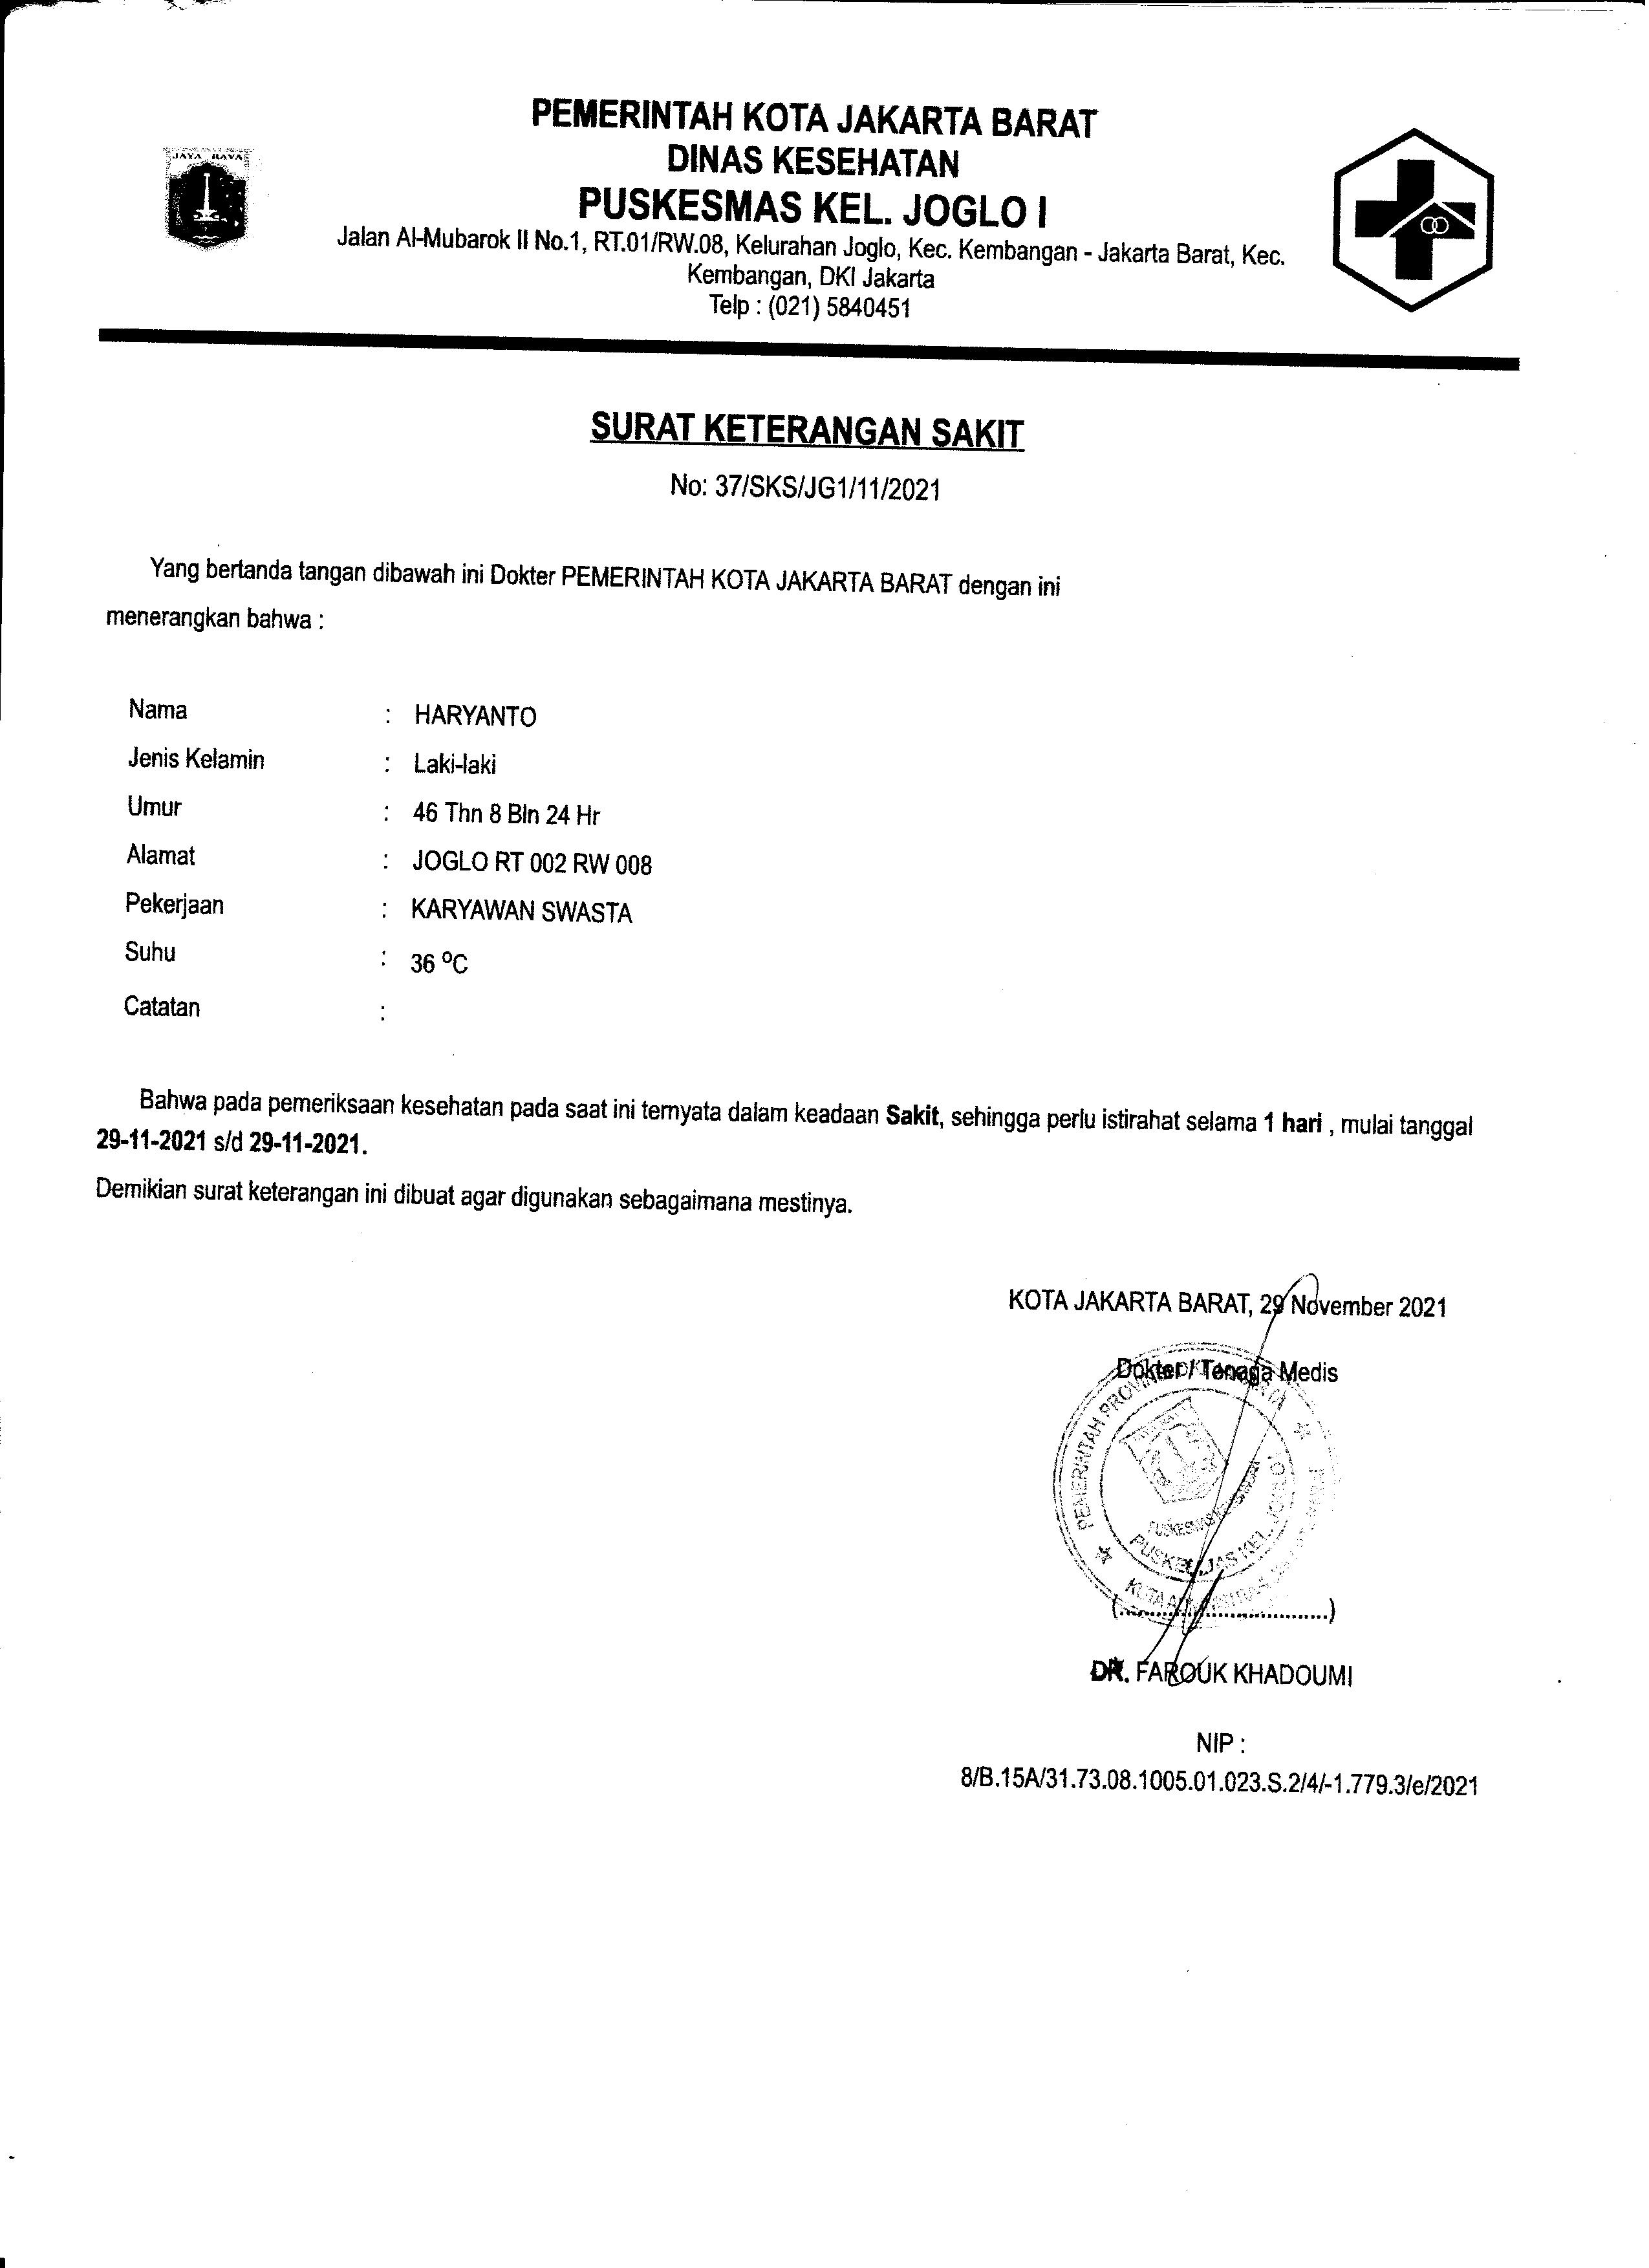 PEMERINTAH KOTA JAKARTA BARAT
DINAS KESEHATAN
PUSKESMAS KEL. JOGLO I
Jalan Al-Mubarok II No.1, RT.01/RW.08, Kelurahan Joglo, Kec. Kembangan - Jakarta Barat, Kec.
Kembangan, DKI Jakarta
Telp : (021) 5840451
JAYA RAYA
SURAT KETERANGAN SAKIT
No: 37/SKS/JG1/11/2021
Yang bertanda tangan dibawah ini Dokter PEMERINTAH KOTA JAKARTA BARAT dengan ini
menerangkan bahwa :
Nama : HARYANTO
Jenis Kelamin : Laki-laki
Umur : 46 Thn 8 Bln 24 Hr
Alamat : JOGLO RT 002 RW 008
Pekerjaan : KARYAWAN SWASTA
Suhu : 36 °C
Catatan :
Bahwa pada pemeriksaan kesehatan pada saat ini ternyata dalam keadaan Sakit, sehingga perlu istirahat selama 1 hari , mulai tanggal
29-11-2021 s/d 29-11-2021.
Demikian surat keterangan ini dibuat agar digunakan sebagaimana mestinya.
KOTA JAKARTA BARAT, 29 November 2021
Dokter / Tenaga Medis
PEMERINTAH
PUSKESMAS
KEL.
(....................................)
DR. FAROUK KHADOUMI
NIP :
8/B.15A/31.73.08.1005.01.023.S.2/4/-1.779.3/e/2021